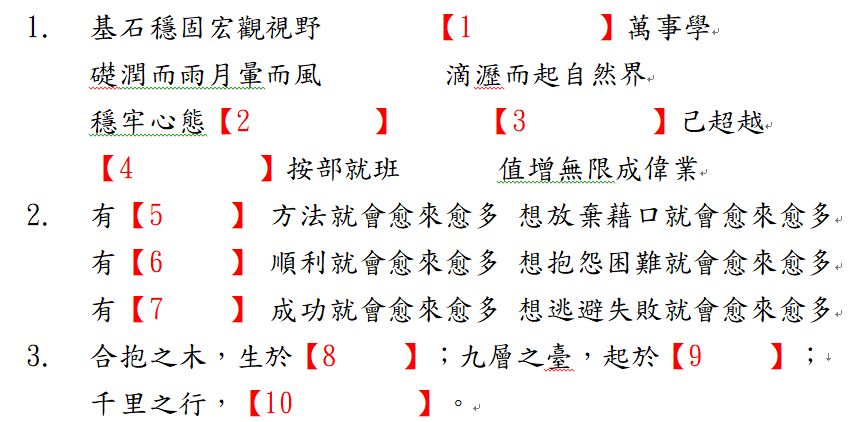 1. 基石穩固宏觀視野 【1 】萬事學
礎潤而雨月暈而風 滴瀝而起自然界
穩牢心態【2 】 【3 】己超越
【4 】按部就班 值增無限成偉業
2. 有【5 】 方法就會愈來愈多 想放棄藉口就會愈來愈多
有【6 】 順利就會愈來愈多 想抱怨困難就會愈來愈多
有【7 】 成功就會愈來愈多 想逃避失敗就會愈來愈多
3. 合抱之木，生於【8 】；九層之臺，起於【9 】；
千里之行，【10 】。